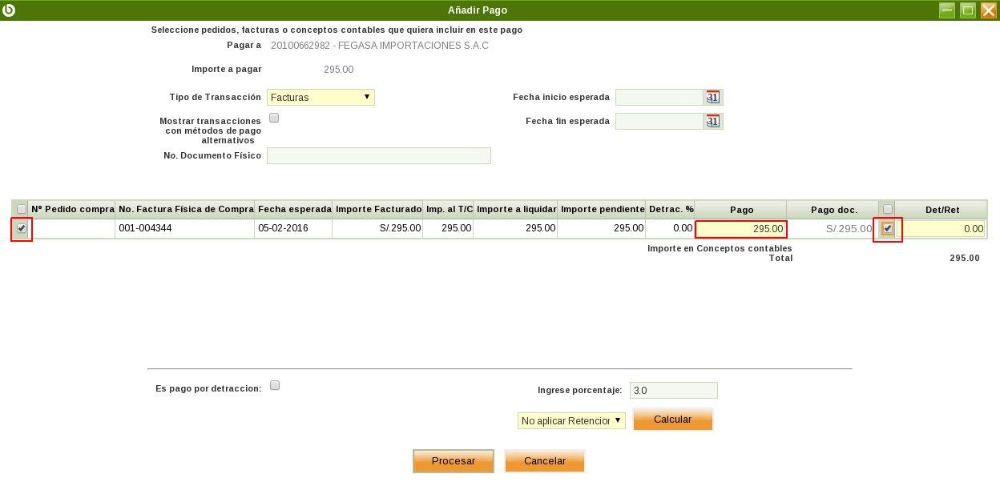 Añadir Pago
Seleccione pedidos, facturas o conceptos contables que quiera incluir en este pago
Pagar a 20100662982 - FEGASA IMPORTACIONES S.A.C
Importe a pagar 295.00
Tipo de Transacción Facturas Fecha inicio esperada 31
Mostrar transacciones
con métodos de pago
alternativos
Fecha fin esperada 31
No. Documento Físico
Nº Pedido compra No. Factura Física de Compra Fecha esperada Importe Facturado Imp. al T/C Importe a liquidar Importe pendiente Detrac. % Pago Pago doc. Det/Ret
001-004344 05-02-2016 S/.295.00 295.00 295.00 295.00 0.00 295.00 S/.295.00 0.00
Importe en Conceptos contables
Total 295.00
Es pago por detraccion: Ingrese porcentaje: 3.0
No aplicar Retencion Calcular
Procesar Cancelar